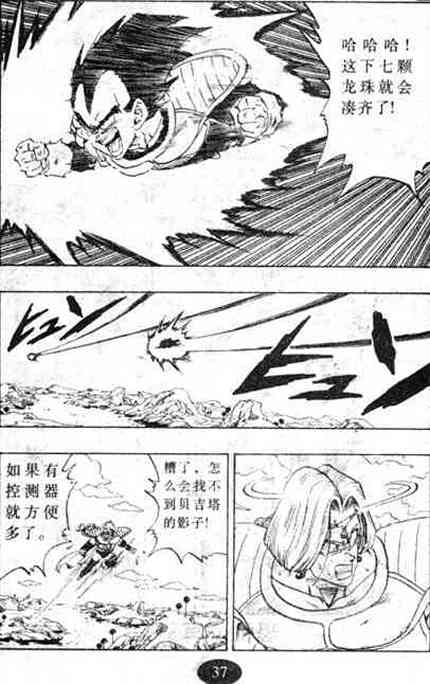 哈哈哈！
这下七颗
龙珠就会
凑齐了！
ヒュン
ヒュン
槽了，怎
么会找不
到贝吉塔
的影子！
如果有
控测器
就方便
多了。
37